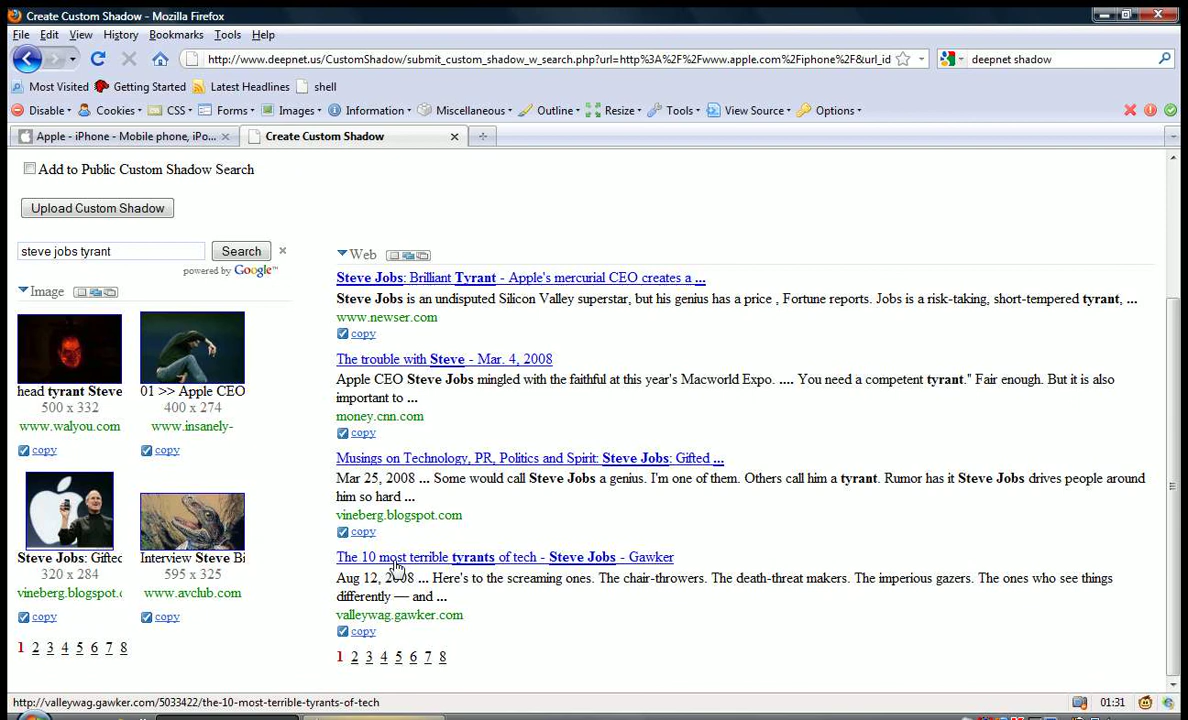 Create Custom Shadow - Mozilla Firefox
File Edit View History Bookmarks Tools Help
http://www.deepnet.us/CustomShadow/submit_custom_shadow_w_search.php?url=http%3A%2F%2Fwww.apple.com%2Fiphone%2F&url_id
deepnet shadow
Most Visited Getting Started Latest Headlines shell
Disable Cookies CSS Forms Images Information Miscellaneous Outline Resize Tools View Source Options
Apple - iPhone - Mobile phone, iPo...
Create Custom Shadow
Add to Public Custom Shadow Search
Upload Custom Shadow
steve jobs tyrant
Search
powered by Google™
Image
head tyrant Steve
500 x 332
www.walyou.com
copy
01 >> Apple CEO
400 x 274
www.insanely-
copy
Steve Jobs: Gifted
320 x 284
vineberg.blogspot.c
copy
Interview Steve Bi
595 x 325
www.avclub.com
copy
1 2 3 4 5 6 7 8
Web
Steve Jobs: Brilliant Tyrant - Apple's mercurial CEO creates a ...
Steve Jobs is an undisputed Silicon Valley superstar, but his genius has a price , Fortune reports. Jobs is a risk-taking, short-tempered tyrant, ...
www.newser.com
copy
The trouble with Steve - Mar. 4, 2008
Apple CEO Steve Jobs mingled with the faithful at this year's Macworld Expo. .... You need a competent tyrant." Fair enough. But it is also
important to ...
money.cnn.com
copy
Musings on Technology, PR, Politics and Spirit: Steve Jobs: Gifted ...
Mar 25, 2008 ... Some would call Steve Jobs a genius. I'm one of them. Others call him a tyrant. Rumor has it Steve Jobs drives people around
him so hard ...
vineberg.blogspot.com
copy
The 10 most terrible tyrants of tech - Steve Jobs - Gawker
Aug 12, 2008 ... Here's to the screaming ones. The chair-throwers. The death-threat makers. The imperious gazers. The ones who see things
differently — and ...
valleywag.gawker.com
copy
1 2 3 4 5 6 7 8
http://valleywag.gawker.com/5033422/the-10-most-terrible-tyrants-of-tech
01:31